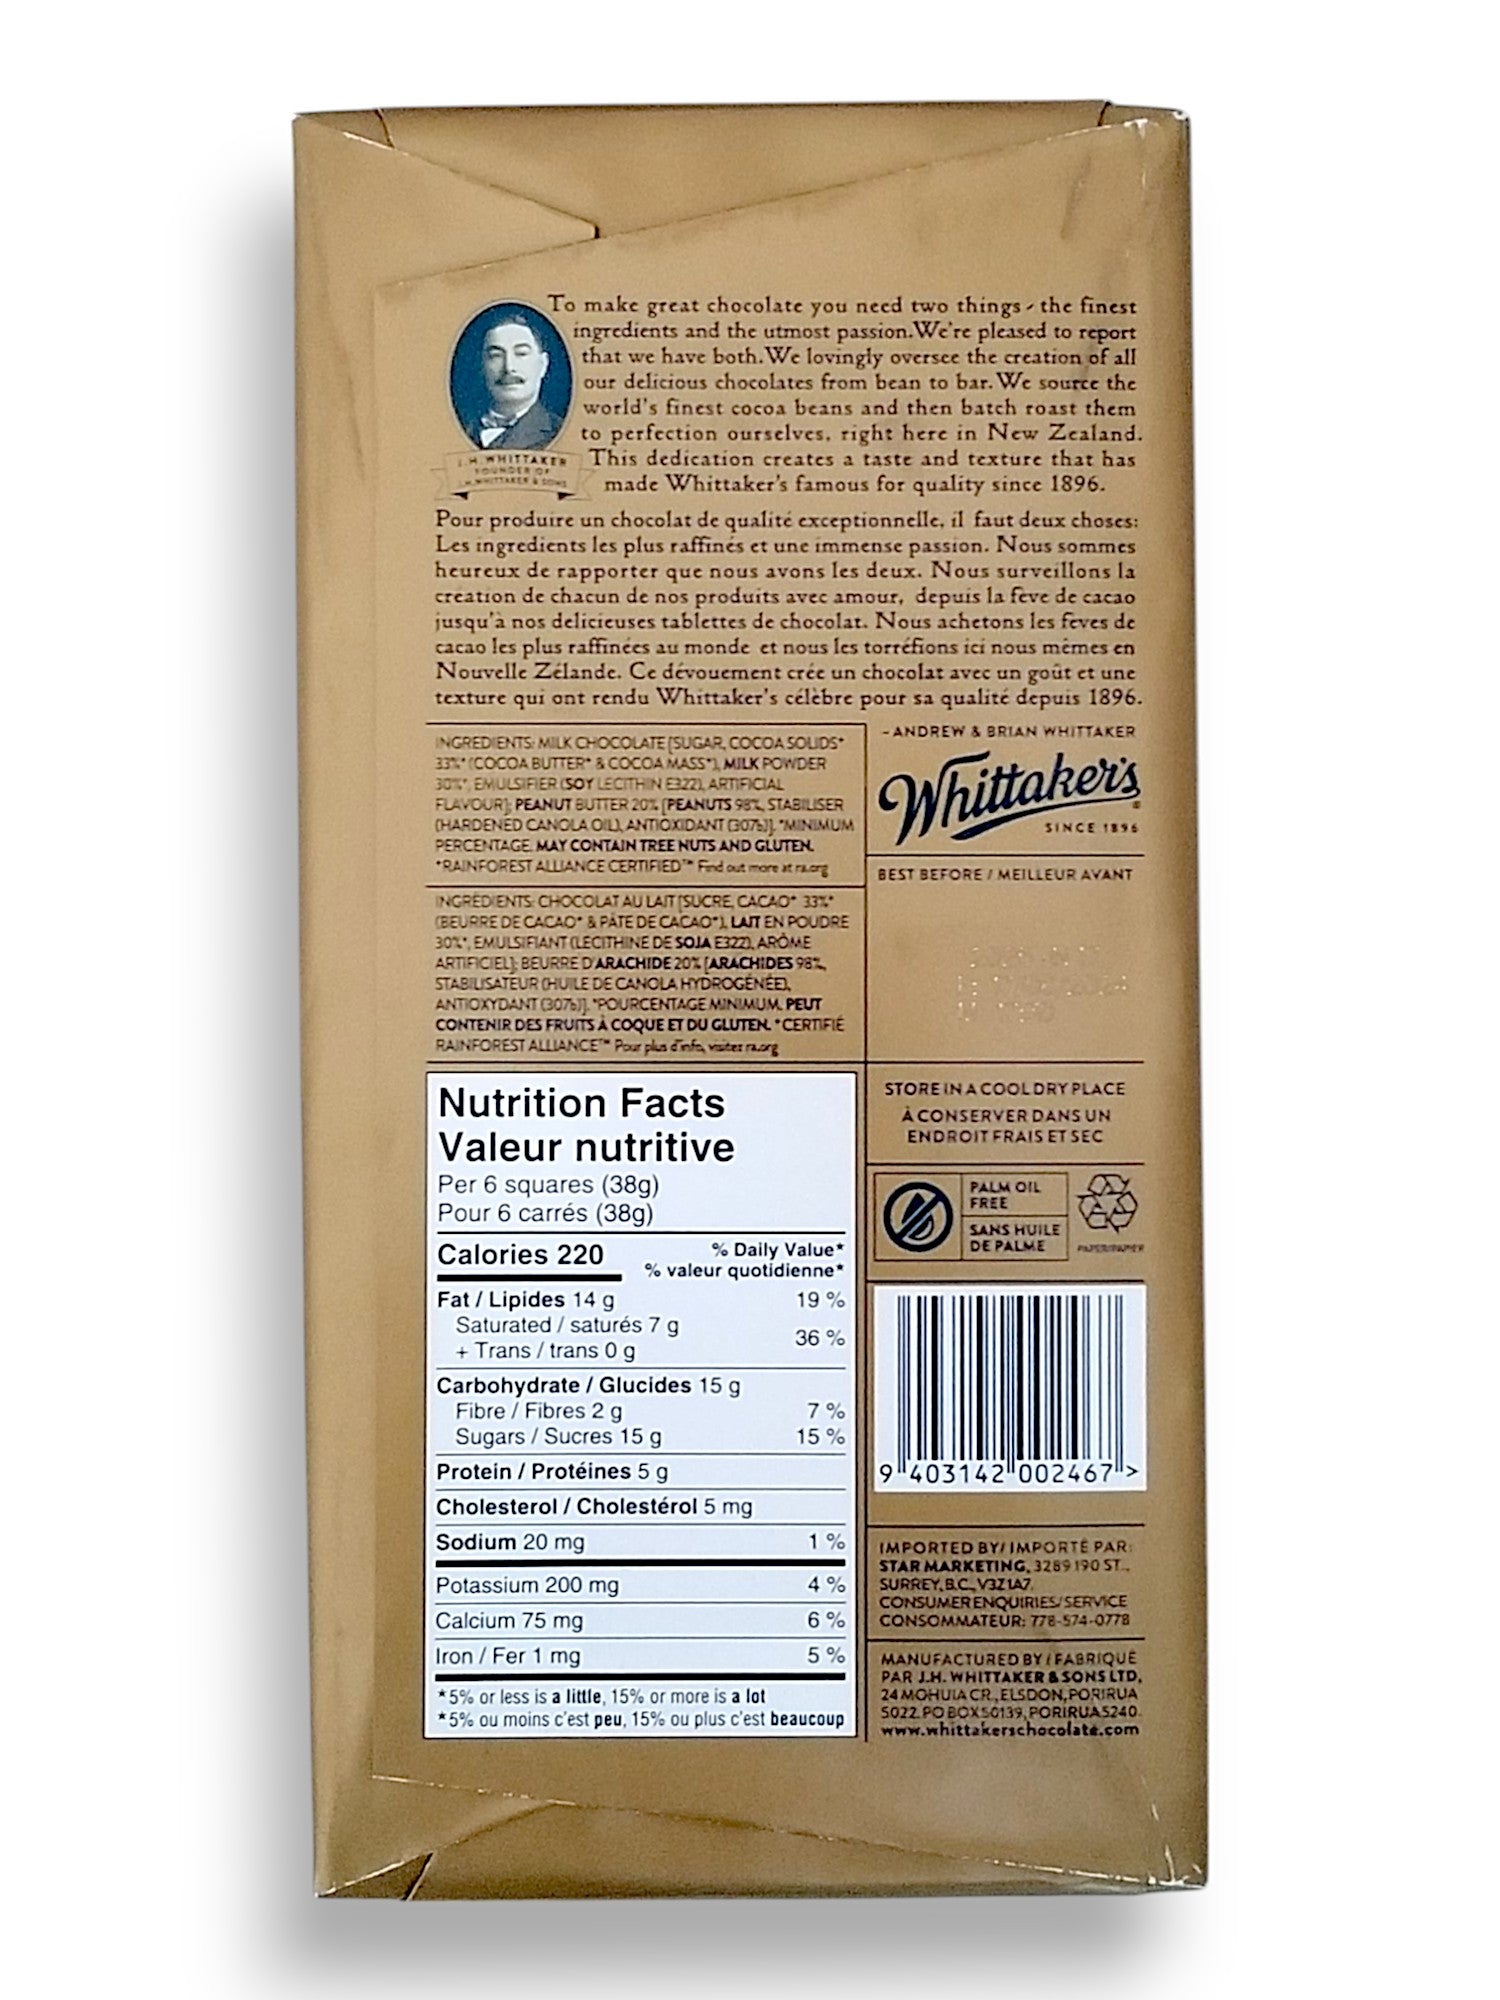 To make great chocolate you need two things - the finest
ingredients and the utmost passion. We're pleased to report
that we have both. We lovingly oversee the creation of all
our delicious chocolates from bean to bar. We source the
world's finest cocoa beans and then batch roast them
to perfection ourselves, right here in New Zealand.
This dedication creates a taste and texture that has
made Whittaker's famous for quality since 1896.
J.H. WHITTAKER
FOUNDER OF
J.H. WHITTAKER & SONS
Pour produire un chocolat de qualité exceptionnelle, il faut deux choses:
Les ingredients les plus raffinés et une immense passion. Nous sommes
heureux de rapporter que nous avons les deux. Nous surveillons la
création de chacun de nos produits avec amour, depuis la fève de cacao
jusqu'à nos delicieuses tablettes de chocolat. Nous achetons les feves de
cacao les plus raffinées au monde et nous les torréfions ici nous mêmes en
Nouvelle Zélande. Ce dévouement crée un chocolat avec un goût et une
texture qui ont rendu Whittaker's célèbre pour sa qualité depuis 1896.
- ANDREW & BRIAN WHITTAKER
Whittaker's
SINCE 1896
INGREDIENTS: MILK CHOCOLATE [SUGAR, COCOA SOLIDS*
33%* (COCOA BUTTER* & COCOA MASS*), MILK POWDER
30%*, EMULSIFIER (SOY LECITHIN E322), ARTIFICIAL
FLAVOUR]; PEANUT BUTTER 20% [PEANUTS 98%, STABILISER
(HARDENED CANOLA OIL), ANTIOXIDANT (307b)]. *MINIMUM
PERCENTAGE. MAY CONTAIN TREE NUTS AND GLUTEN.
*RAINFOREST ALLIANCE CERTIFIED™ Find out more at ra.org
INGRÉDIENTS: CHOCOLAT AU LAIT [SUCRE, CACAO* 33%*
(BEURRE DE CACAO* & PÂTE DE CACAO*), LAIT EN POUDRE
30%*, EMULSIFIANT (LECITHINE DE SOJA E322), ARÔME
ARTIFICIEL]; BEURRE D'ARACHIDE 20% [ARACHIDES 98%,
STABILISATEUR (HUILE DE CANOLA HYDROGÉNÉE),
ANTIOXYDANT (307b)]. *POURCENTAGE MINIMUM. PEUT
CONTENIR DES FRUITS À COQUE ET DU GLUTEN. *CERTIFIÉ
RAINFOREST ALLIANCE™ Pour plus d'info, visitez ra.org
BEST BEFORE / MEILLEUR AVANT
STORE IN A COOL DRY PLACE
À CONSERVER DANS UN
ENDROIT FRAIS ET SEC
PALM OIL
FREE
SANS HUILE
DE PALME
PAPER/PAPIER
Nutrition Facts
Valeur nutritive
Per 6 squares (38g)
Pour 6 carrés (38g)
Calories 220
% Daily Value*
% valeur quotidienne*
Fat / Lipides 14 g 19 %
Saturated / saturés 7 g
+ Trans / trans 0 g 36 %
Carbohydrate / Glucides 15 g
Fibre / Fibres 2 g 7 %
Sugars / Sucres 15 g 15 %
Protein / Protéines 5 g
Cholesterol / Cholestérol 5 mg
Sodium 20 mg 1 %
Potassium 200 mg 4 %
Calcium 75 mg 6 %
Iron / Fer 1 mg 5 %
*5% or less is a little, 15% or more is a lot
*5% ou moins c'est peu, 15% ou plus c'est beaucoup
9 403142 002467 >
IMPORTED BY/ IMPORTÉ PAR:
STAR MARKETING, 3289 190 ST.,
SURREY, B.C., V3Z 1A7.
CONSUMER ENQUIRIES/ SERVICE
CONSOMMATEUR: 778-574-0778
MANUFACTURED BY / FABRIQUÉ
PAR J.H. WHITTAKER & SONS LTD,
24 MOHUIA CR., ELSDON, PORIRUA
5022. PO BOX 50139, PORIRUA 5240.
www.whittakerschocolate.com